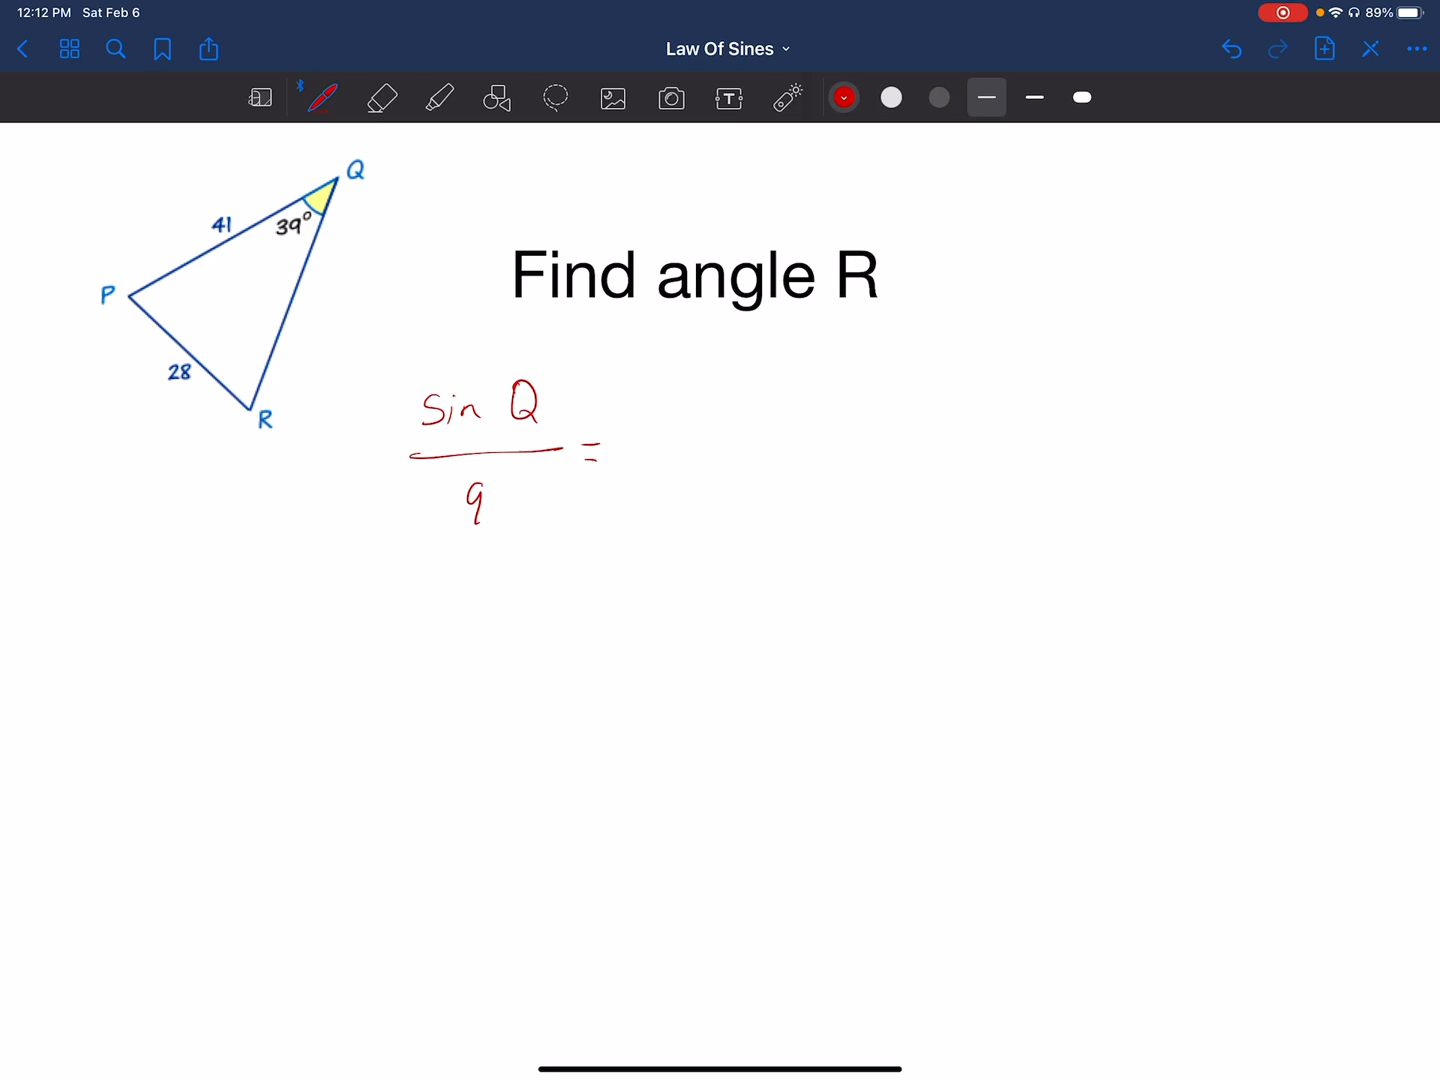 12:12 PM Sat Feb 6
89%
Law Of Sines
T
Q
41
39°
P
28
R
Find angle R
sin Q
=
q